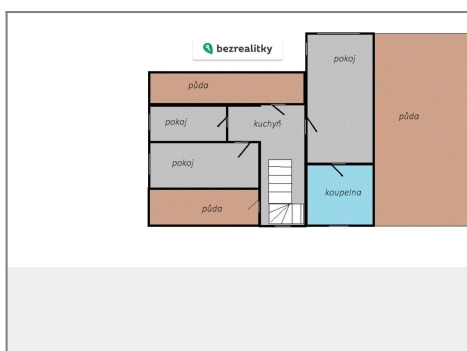 bezrealitky
pokoj
půda
půda
pokoj
kuchyň
pokoj
koupelna
půda